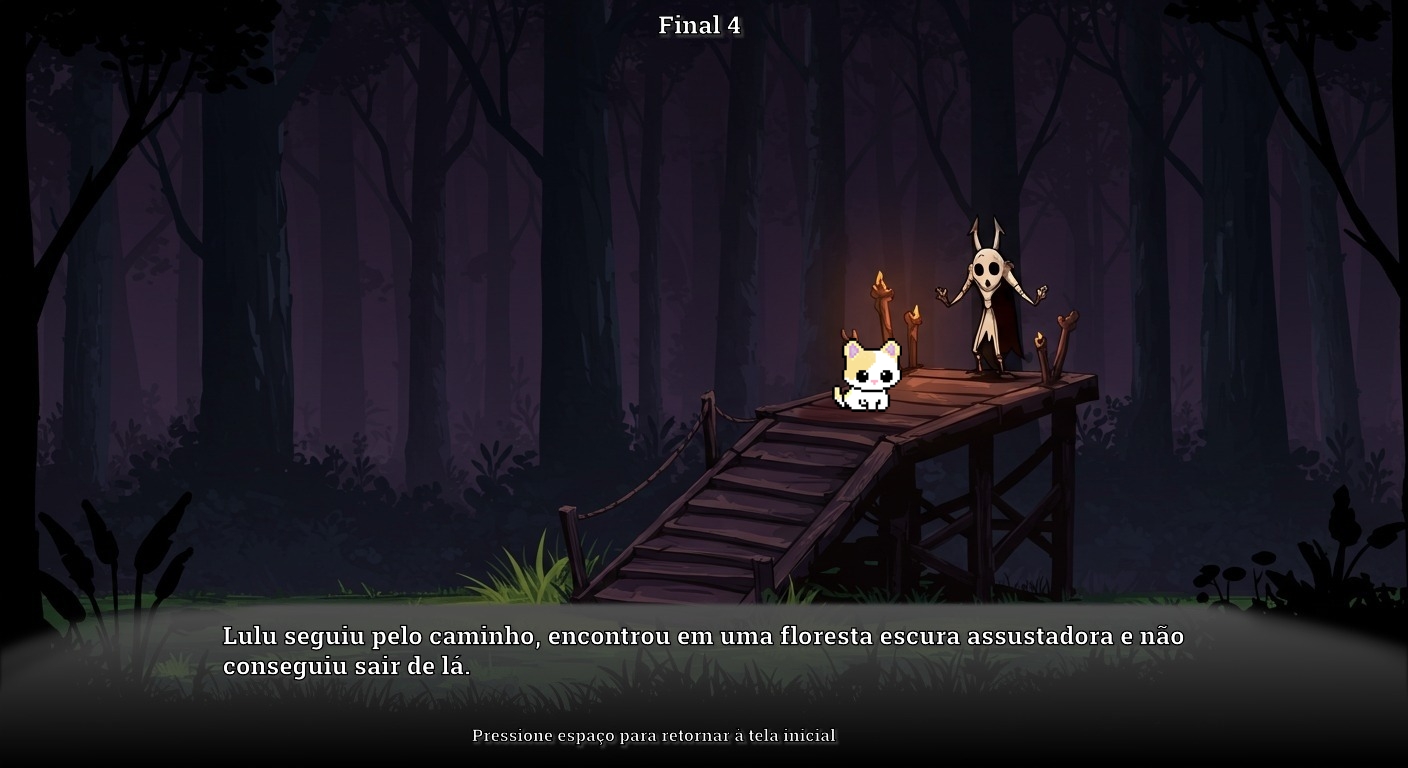 Final 4
Lulu seguiu pelo caminho, encontrou em uma floresta escura assustadora e não
conseguiu sair de lá.
Pressione espaço para retornar à tela inicial